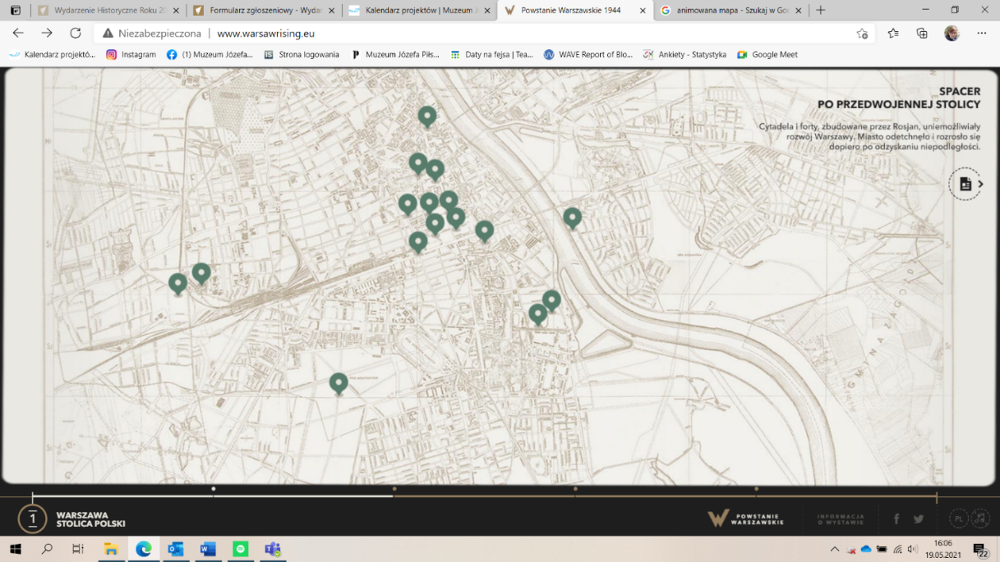 Wydarzenie Historyczne Roku 20
Formularz zgłoszeniowy - Wydar
Kalendarz projektów | Muzeum J
Powstanie Warszawskie 1944
animowana mapa - Szukaj w Goo
Niezabezpieczona | www.warsawrising.eu
Kalendarz projektó...
Instagram
(1) Muzeum Józefa...
Strona logowania
Muzeum Józefa Piłs...
Daty na fejsa | Tea...
WAVE Report of Blo...
Ankiety - Statystyka
Google Meet
SPACER
PO PRZEDWOJENNEJ STOLICY
Cytadela i forty, zbudowane przez Rosjan, uniemożliwiały
rozwój Warszawy. Miasto odetchnęło i rozrosło się
dopiero po odzyskaniu niepodległości.
GMINA ZAGÓŹDŹ
1
WARSZAWA
STOLICA POLSKI
POWSTANIE
WARSZAWSKIE
INFORMACJA
O WYSTAWIE
PL
16:06
19.05.2021
22